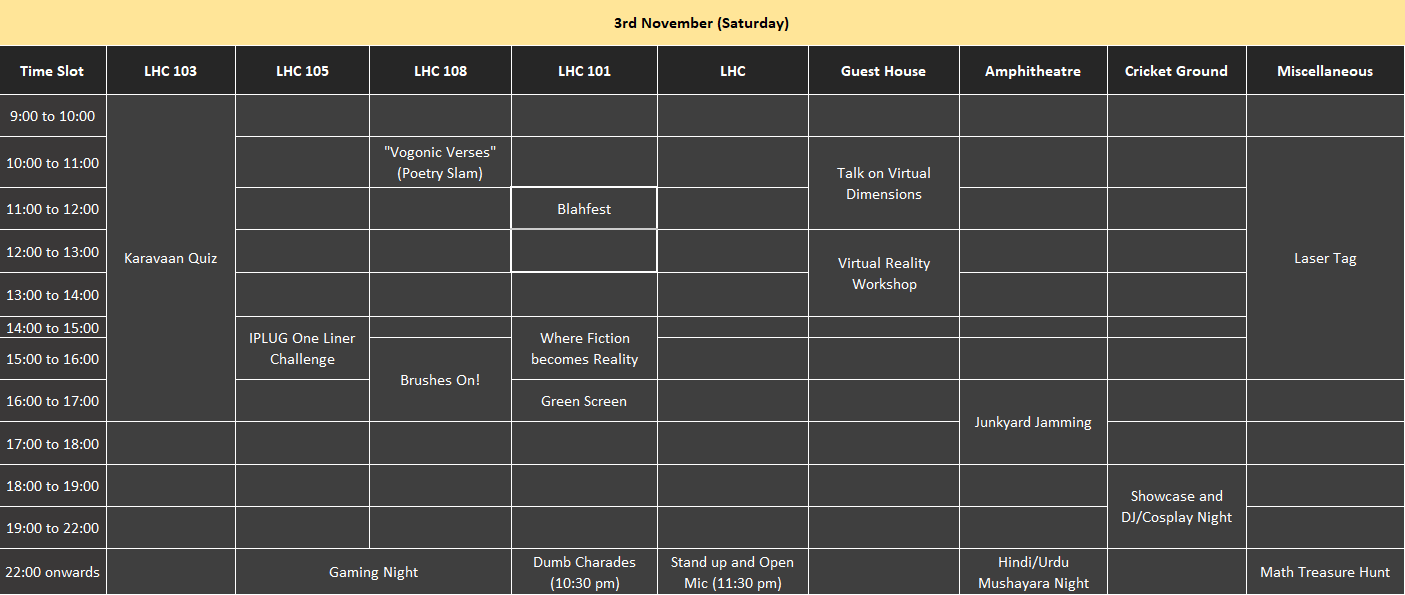 3rd November (Saturday)
Time Slot LHC 103 LHC 105 LHC 108 LHC 101 LHC Guest House Amphitheatre Cricket Ground Miscellaneous
9:00 to 10:00
10:00 to 11:00
11:00 to 12:00
12:00 to 13:00
13:00 to 14:00
14:00 to 15:00
15:00 to 16:00
16:00 to 17:00
17:00 to 18:00
18:00 to 19:00
19:00 to 22:00
22:00 onwards
Karavaan Quiz
IPLUG One Liner
Challenge
"Vogonic Verses"
(Poetry Slam)
Brushes On!
Gaming Night
Blahfest
Where Fiction
becomes Reality
Green Screen
Dumb Charades
(10:30 pm)
Stand up and Open
Mic (11:30 pm)
Talk on Virtual
Dimensions
Virtual Reality
Workshop
Junkyard Jamming
Hindi/Urdu
Mushayara Night
Showcase and
DJ/Cosplay Night
Laser Tag
Math Treasure Hunt